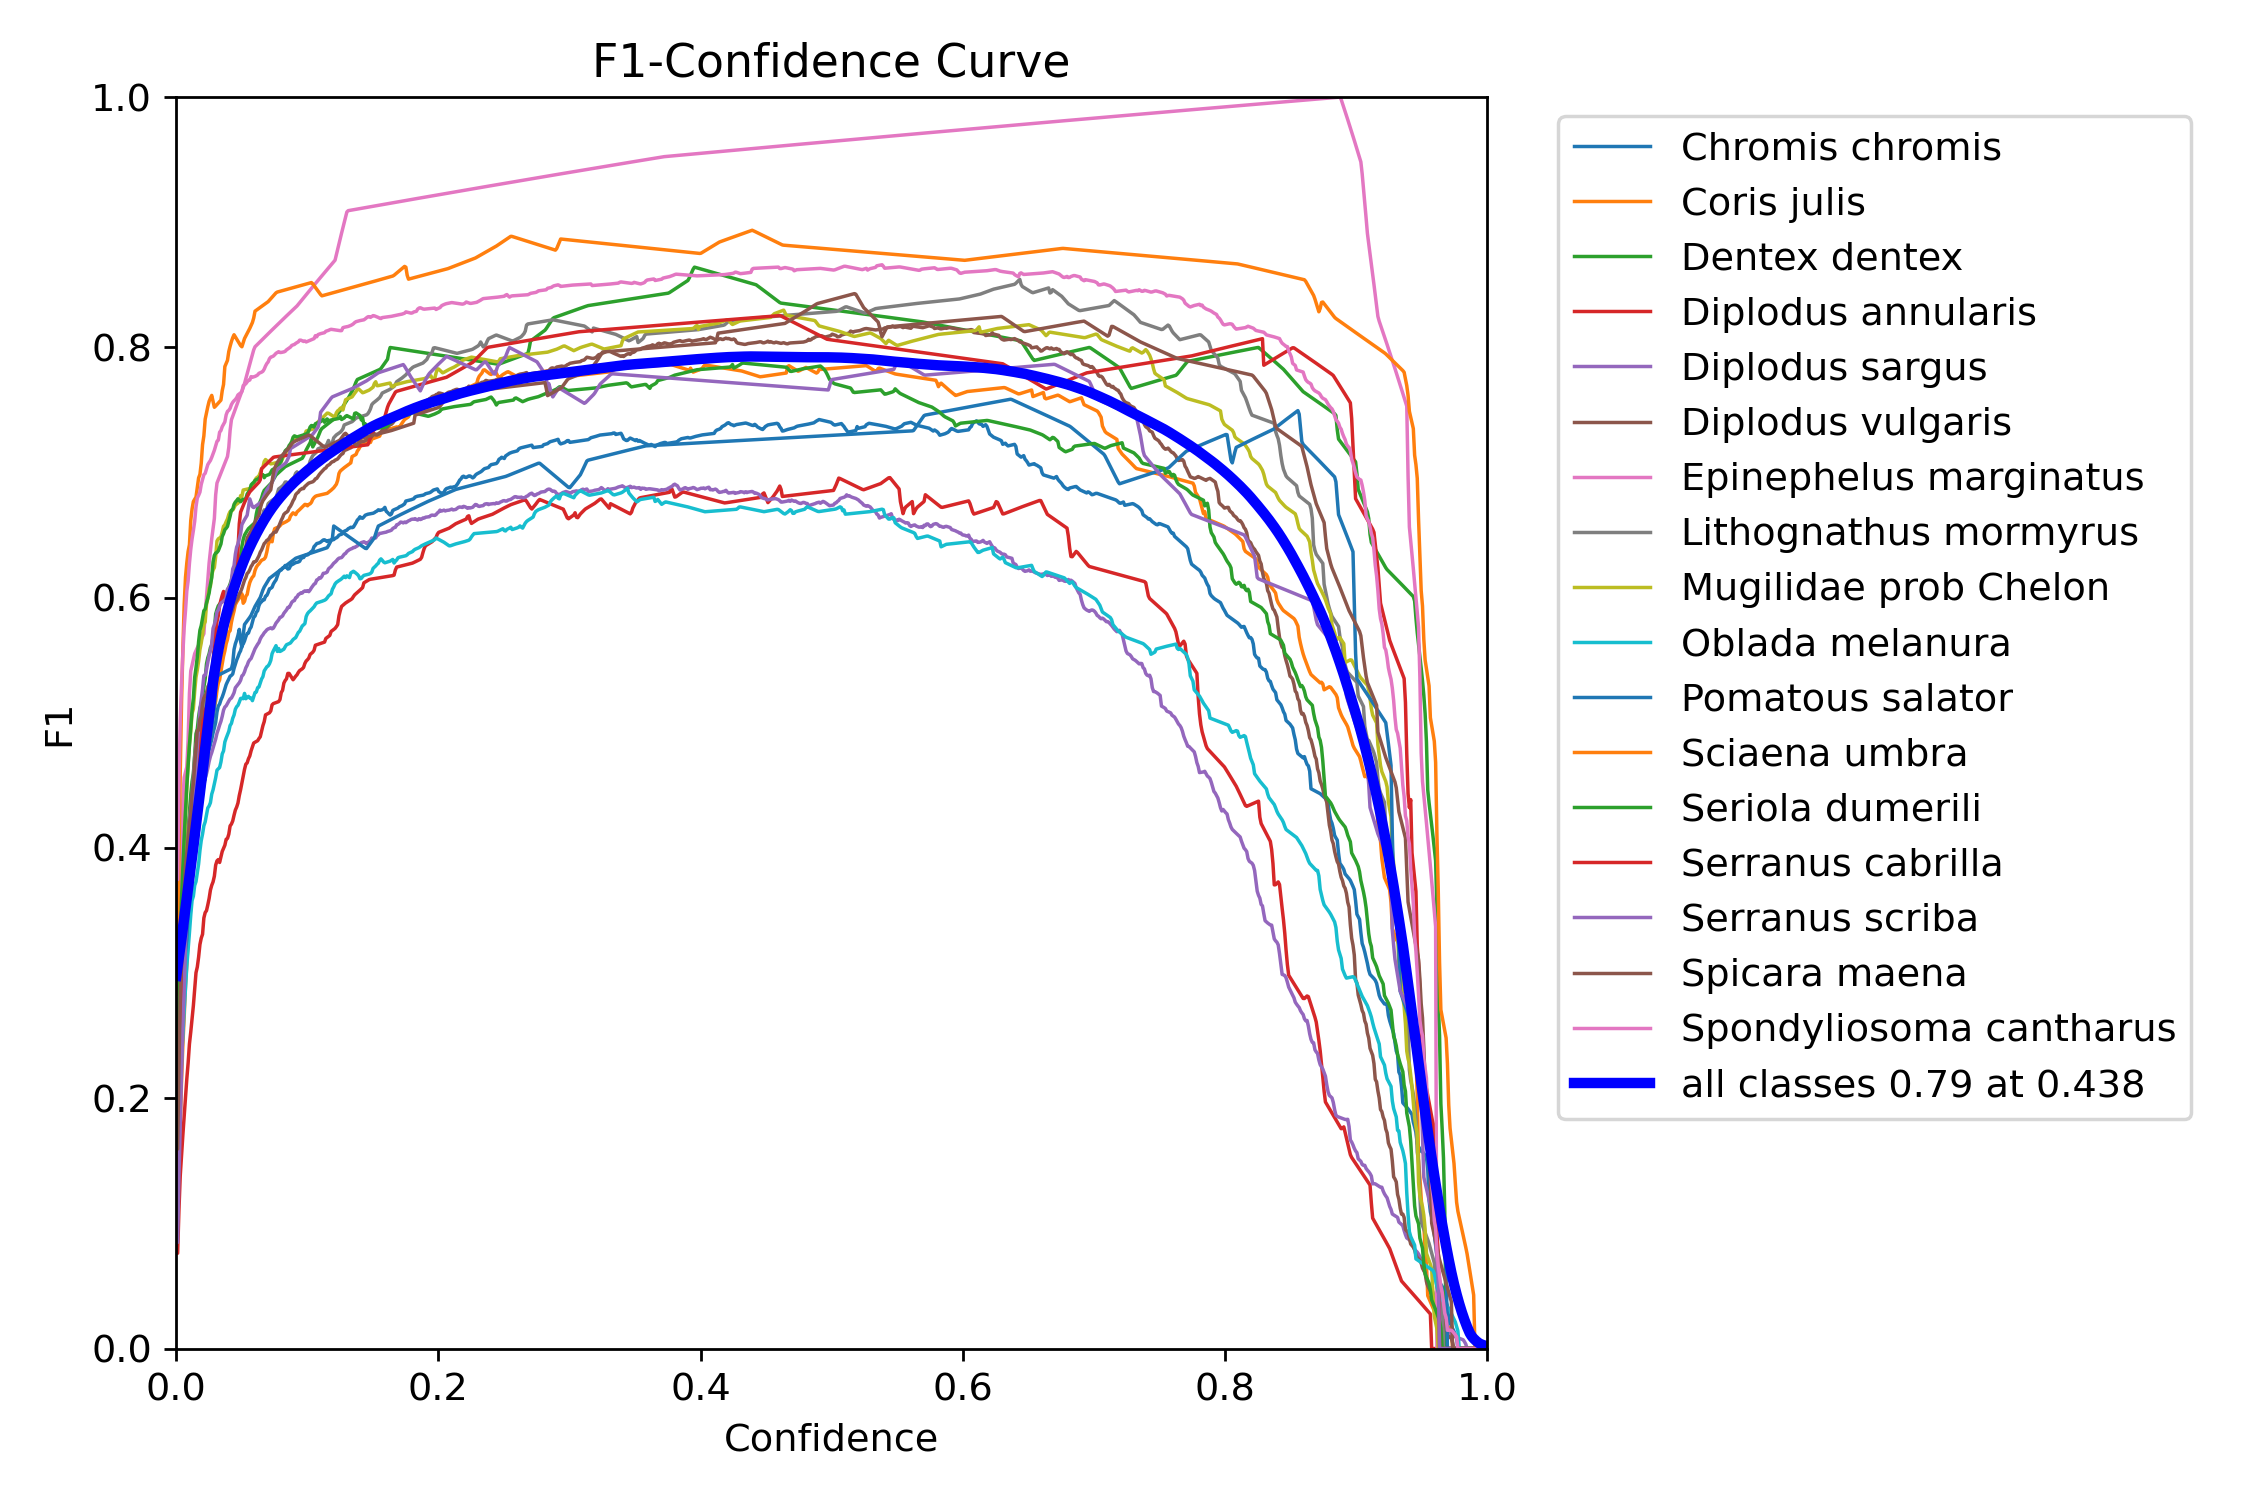 F1-Confidence Curve
1.0
0.8
0.6
0.4
0.2
0.0
F1
0.0 0.2 0.4 0.6 0.8 1.0
Confidence
Chromis chromis
Coris julis
Dentex dentex
Diplodus annularis
Diplodus sargus
Diplodus vulgaris
Epinephelus marginatus
Lithognathus mormyrus
Mugilidae prob Chelon
Oblada melanura
Pomatous salator
Sciaena umbra
Seriola dumerili
Serranus cabrilla
Serranus scriba
Spicara maena
Spondyliosoma cantharus
all classes 0.79 at 0.438